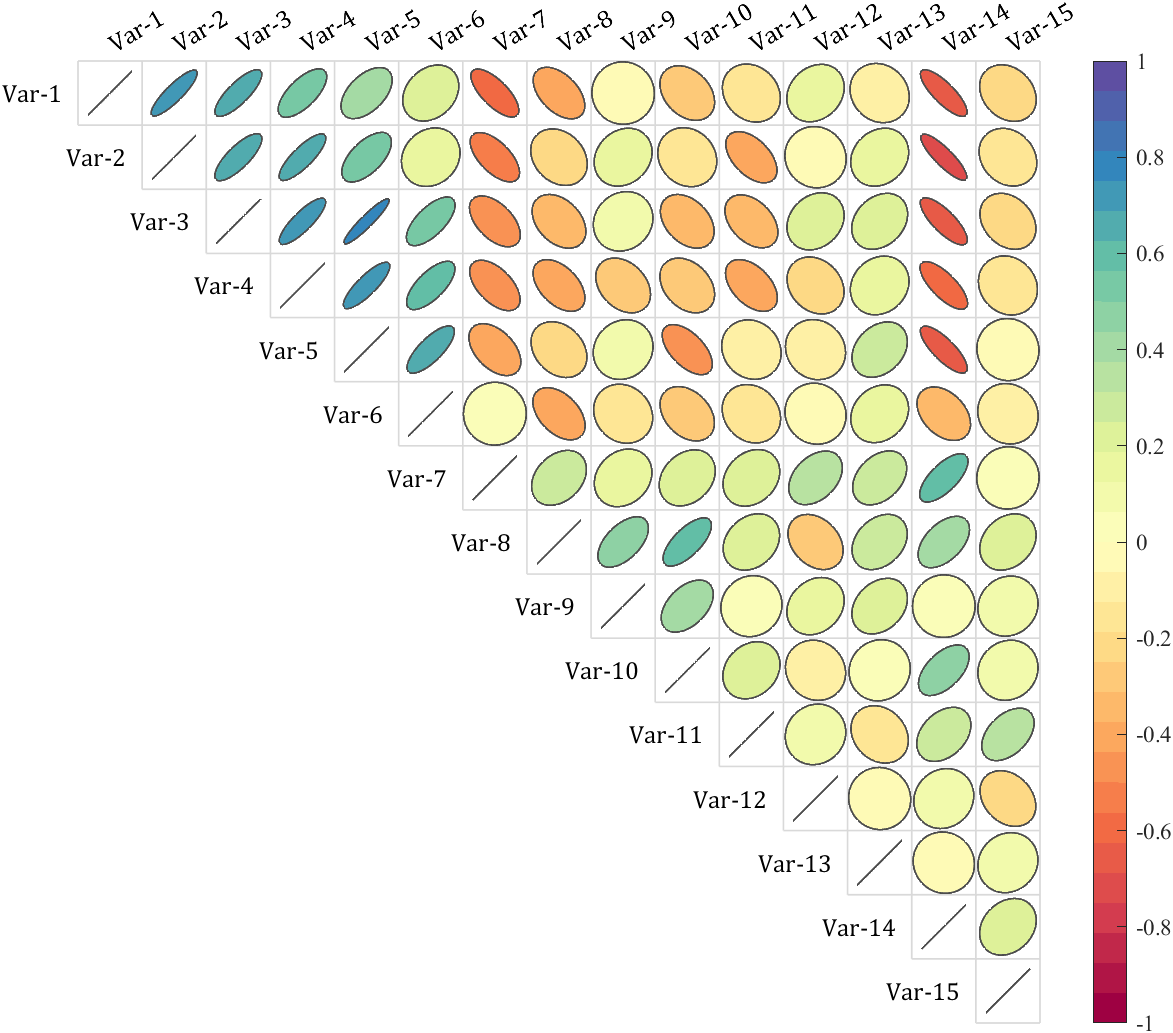 Var-1 Var-2 Var-3 Var-4 Var-5 Var-6 Var-7 Var-8 Var-9 Var-10 Var-11 Var-12 Var-13 Var-14 Var-15
Var-1
Var-2
Var-3
Var-4
Var-5
Var-6
Var-7
Var-8
Var-9
Var-10
Var-11
Var-12
Var-13
Var-14
Var-15
1
0.8
0.6
0.4
0.2
0
-0.2
-0.4
-0.6
-0.8
-1